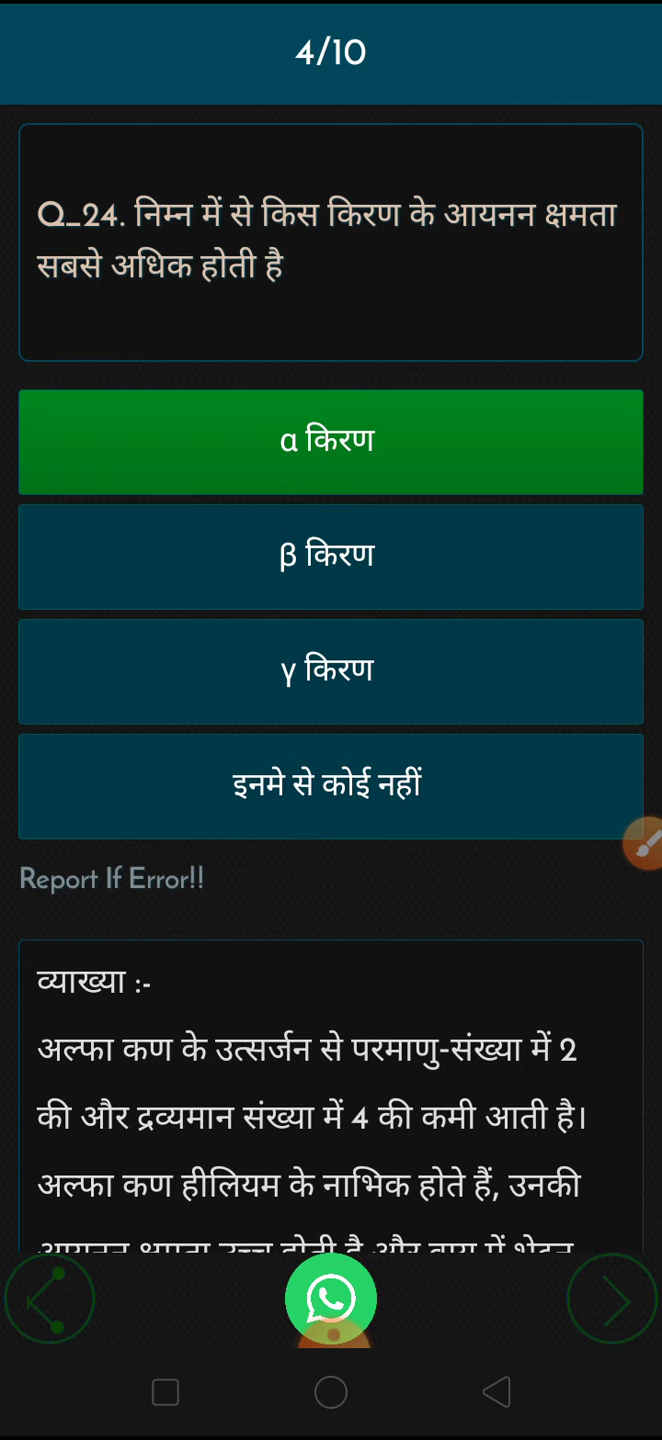 4/10
Q_24. निम्न में से किस किरण के आयनन क्षमता
सबसे अधिक होती है
α किरण
β किरण
γ किरण
इनमे से कोई नहीं
Report If Error!!
व्याख्या :-
अल्फा कण के उत्सर्जन से परमाणु-संख्या में 2
की और द्रव्यमान संख्या में 4 की कमी आती है।
अल्फा कण हीलियम के नाभिक होते हैं, उनकी